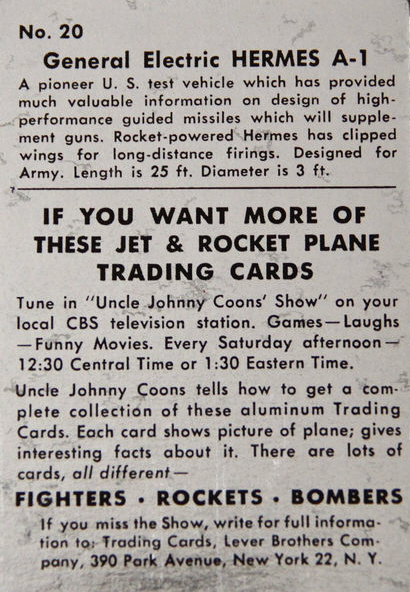 No. 20
General Electric HERMES A-1
A pioneer U. S. test vehicle which has provided
much valuable information on design of high-
performance guided missiles which will supple-
ment guns. Rocket-powered Hermes has clipped
wings for long-distance firings. Designed for
Army. Length is 25 ft. Diameter is 3 ft.
7
IF YOU WANT MORE OF
THESE JET & ROCKET PLANE
TRADING CARDS
Tune in "Uncle Johnny Coons' Show" on your
local CBS television station. Games—Laughs
—Funny Movies. Every Saturday afternoon—
12:30 Central Time or 1:30 Eastern Time.
Uncle Johnny Coons tells how to get a com-
plete collection of these aluminum Trading
Cards. Each card shows picture of plane; gives
interesting facts about it. There are lots of
cards, all different—
FIGHTERS • ROCKETS • BOMBERS
If you miss the Show, write for full informa-
tion to: Trading Cards, Lever Brothers Com-
pany, 390 Park Avenue, New York 22, N. Y.